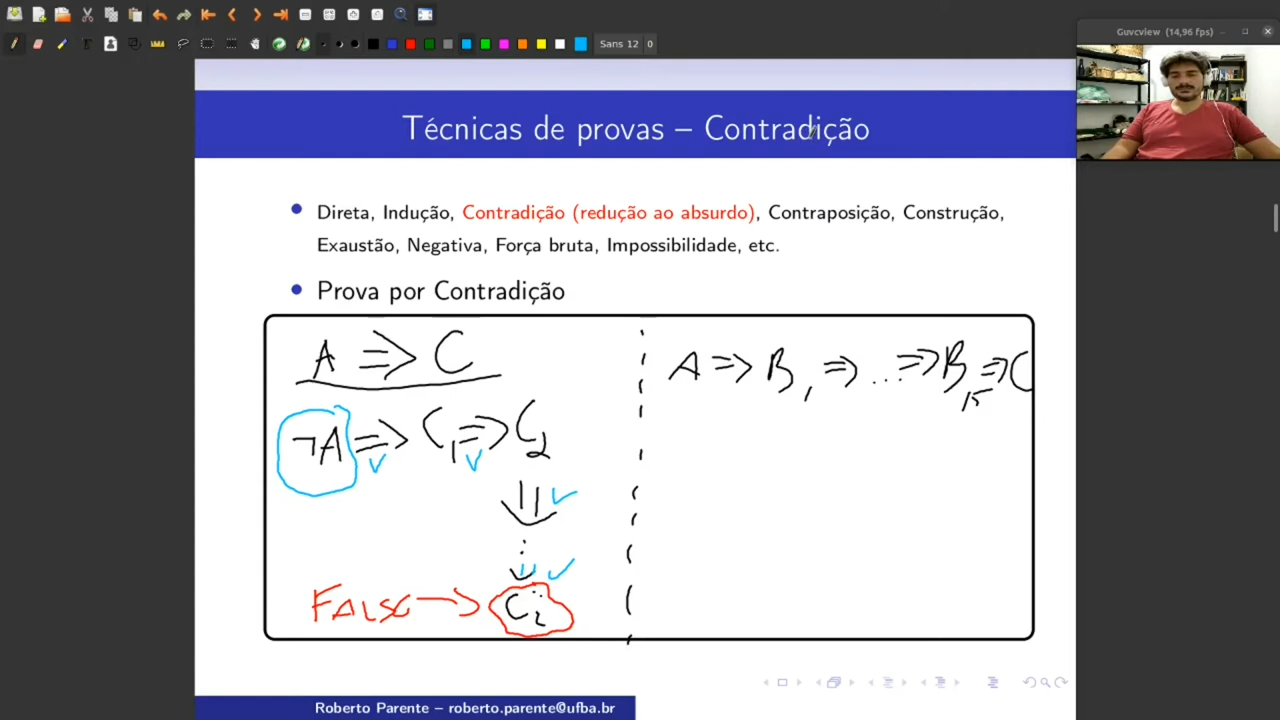 Sans 12 0
Guvcview (14,96 fps)
Técnicas de provas – Contradição
Direta, Indução, Contradição (redução ao absurdo), Contraposição, Construção,
Exaustão, Negativa, Força bruta, Impossibilidade, etc.
Prova por Contradição
A ⇒ C
¬A ⇒ C1 ⇒ C2
⇓
⋮
↓
FALSO → Ci
A ⇒ B1 ⇒ ... ⇒ B15 ⇒ C
Roberto Parente – roberto.parente@ufba.br